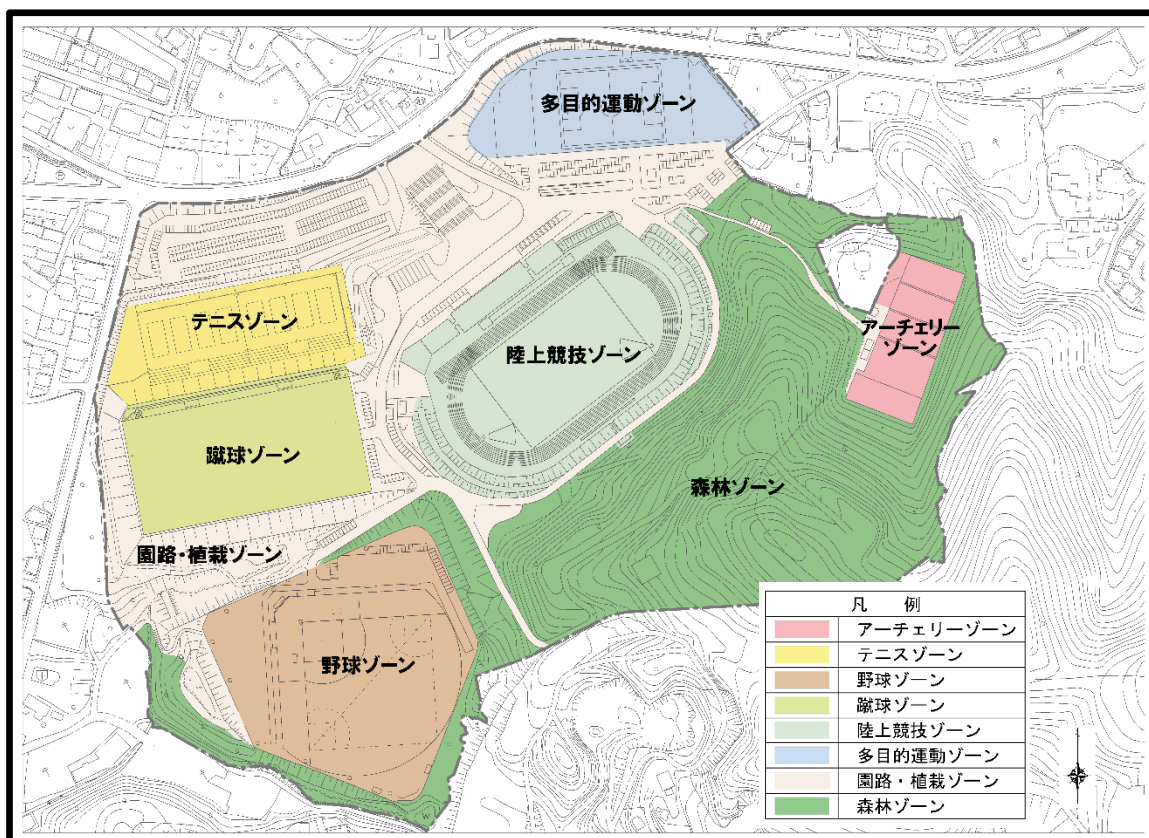 多目的運動ゾーン
テニスゾーン
陸上競技ゾーン
アーチェリー
ゾーン
蹴球ゾーン
森林ゾーン
園路・植栽ゾーン
野球ゾーン
凡 例
アーチェリーゾーン
テニスゾーン
野球ゾーン
蹴球ゾーン
陸上競技ゾーン
多目的運動ゾーン
園路・植栽ゾーン
森林ゾーン